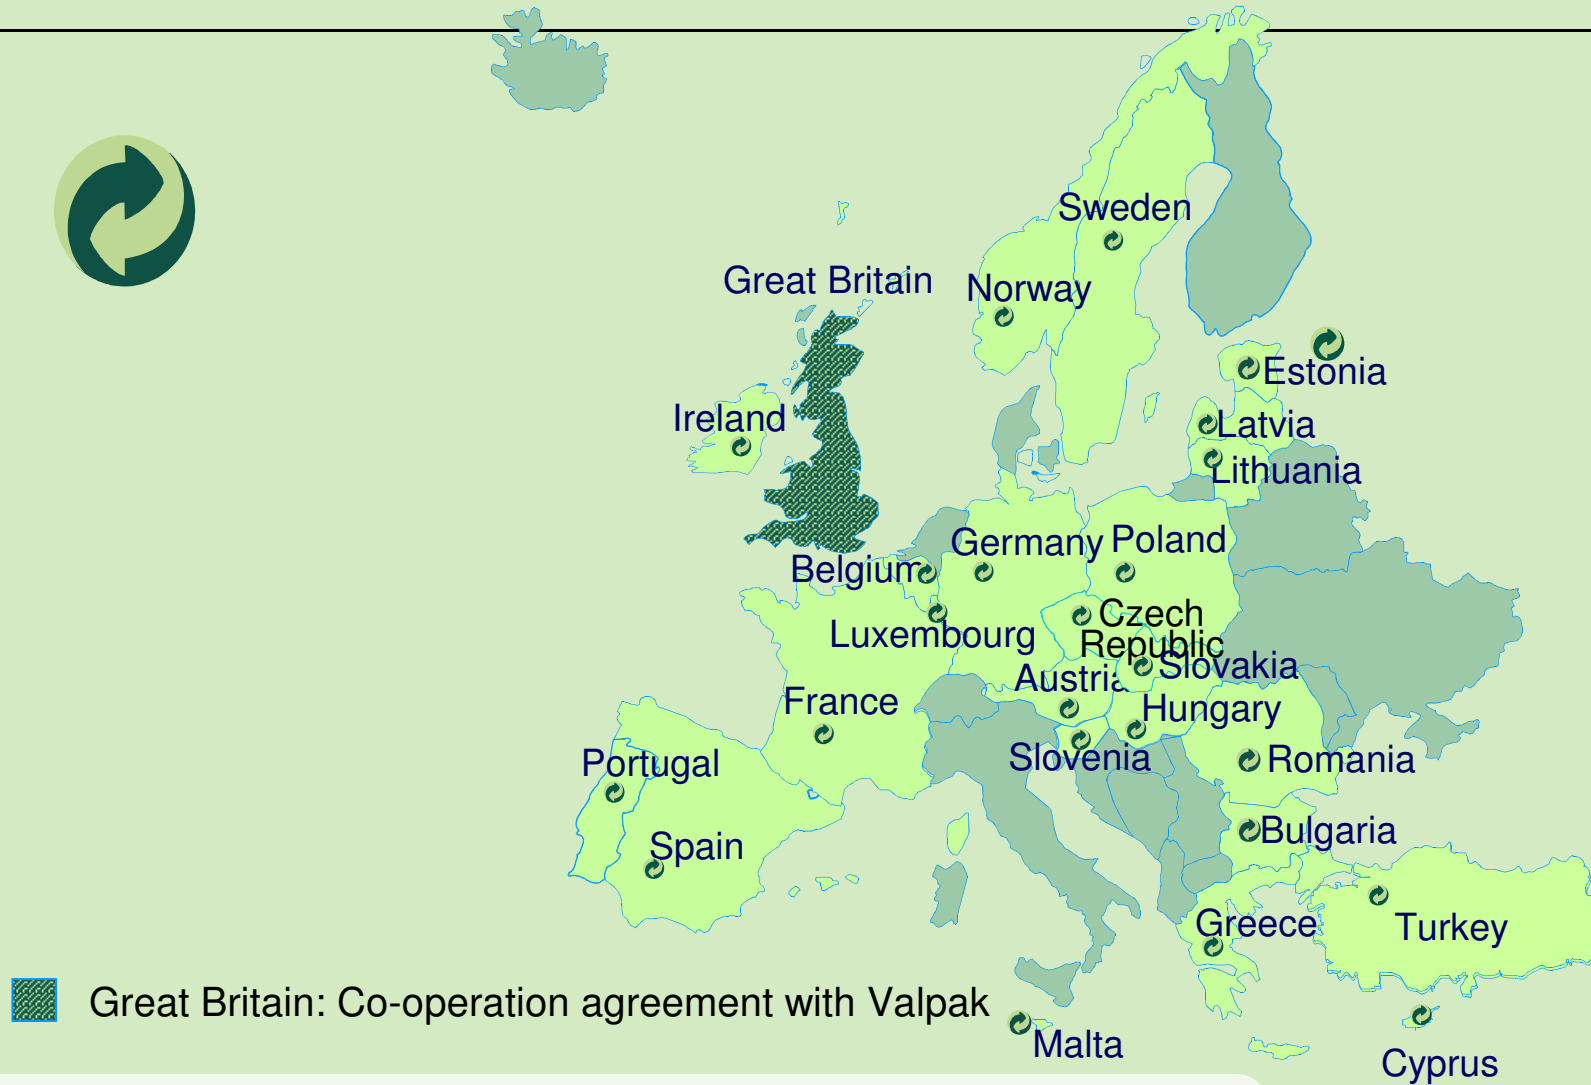 Sweden
Great Britain
Norway
Estonia
Ireland
Latvia
Lithuania
Germany
Poland
Belgium
Czech
Republic
Luxembourg
Slovakia
Austria
France
Hungary
Slovenia
Portugal
Romania
Bulgaria
Spain
Greece
Turkey
Great Britain: Co-operation agreement with Valpak
Malta
Cyprus